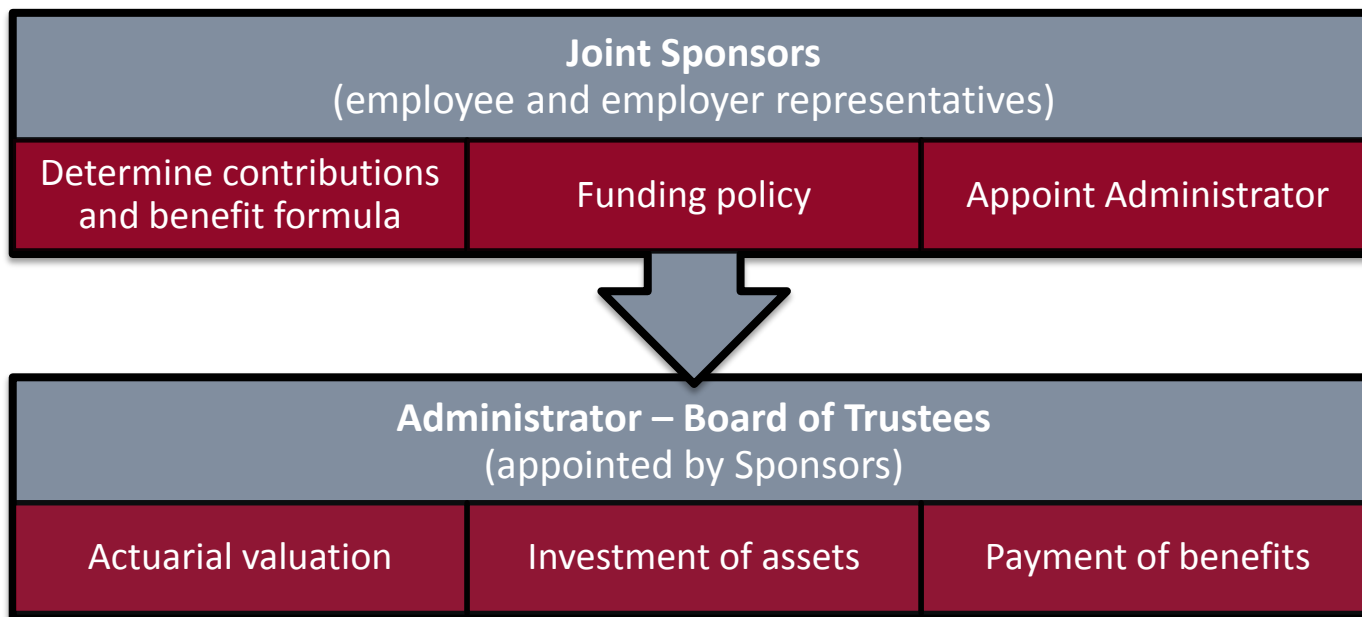 Joint Sponsors
(employee and employer representatives)
Determine contributions
and benefit formula
Funding policy
Appoint Administrator
Administrator – Board of Trustees
(appointed by Sponsors)
Actuarial valuation
Investment of assets
Payment of benefits